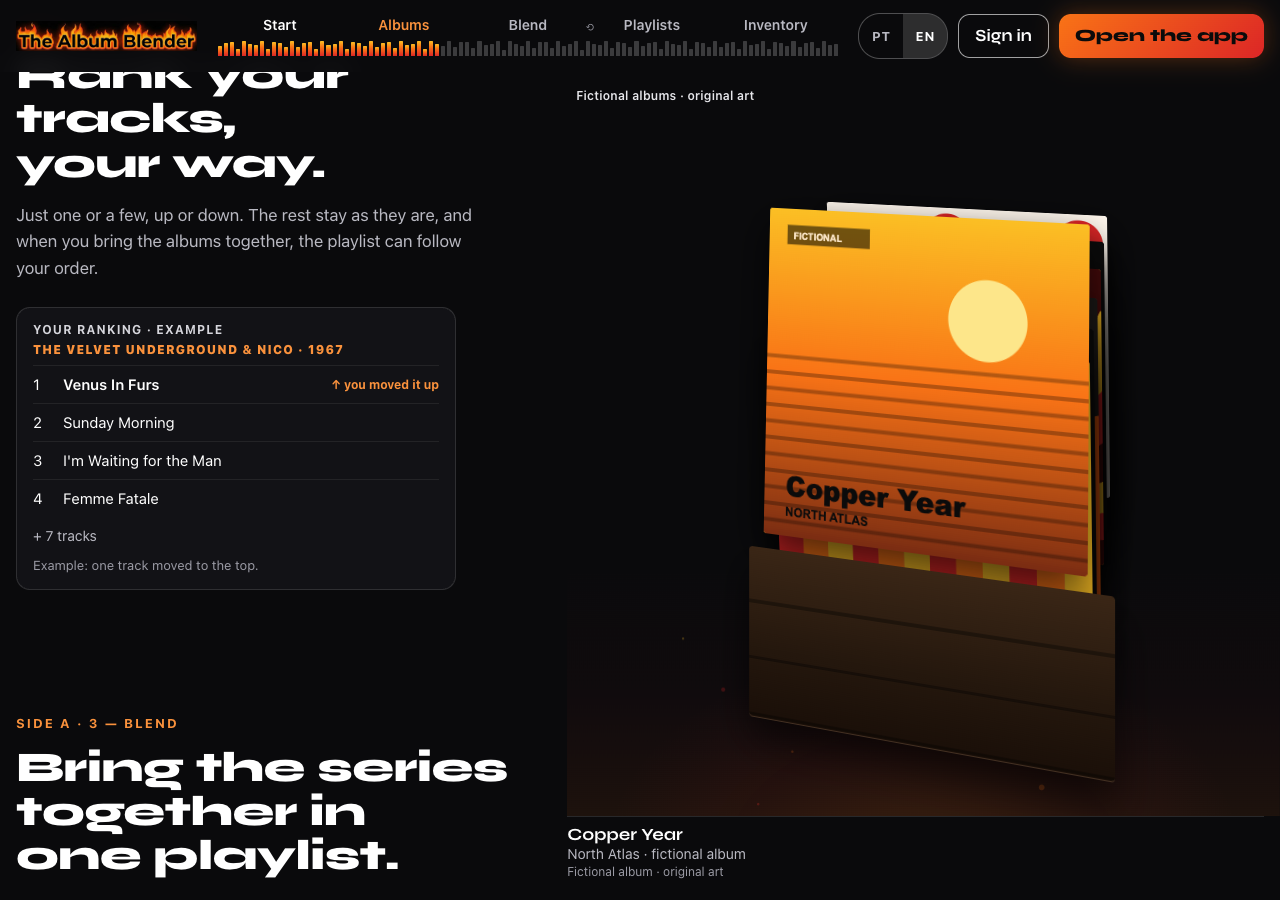 The Album Blender
Start
Albums
Blend
Playlists
Inventory
PT
EN
Sign in
Open the app
Rank your
tracks,
your way.
Just one or a few, up or down. The rest stay as they are, and
when you bring the albums together, the playlist can follow
your order.
YOUR RANKING · EXAMPLE
THE VELVET UNDERGROUND & NICO · 1967
1 Venus In Furs ↑ you moved it up
2 Sunday Morning
3 I'm Waiting for the Man
4 Femme Fatale
+ 7 tracks
Example: one track moved to the top.
SIDE A · 3 — BLEND
Bring the series
together in
one playlist.
Fictional albums · original art
FICTIONAL
Copper Year
NORTH ATLAS
Copper Year
North Atlas · fictional album
Fictional album · original art